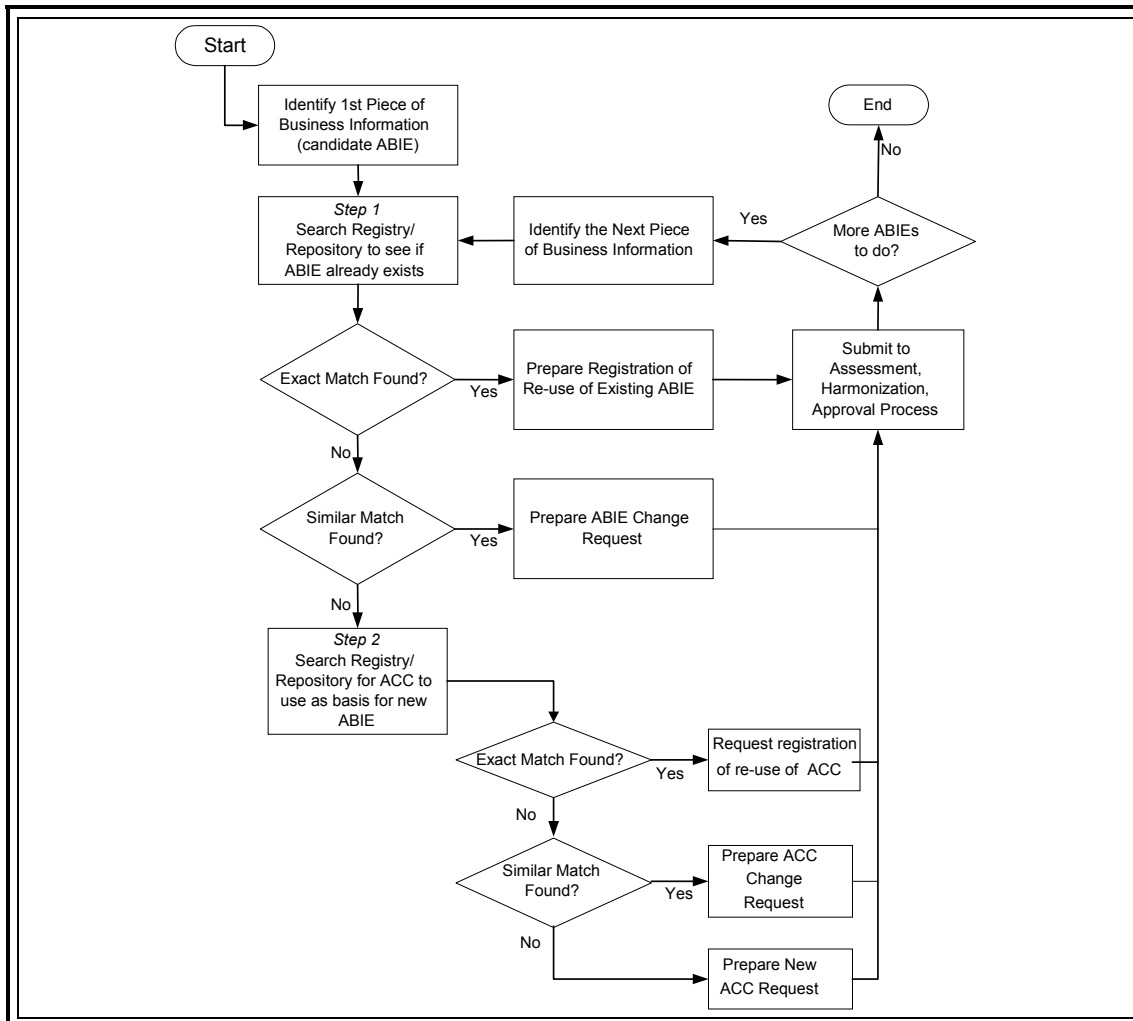 Start
Identify 1st Piece of
Business Information
(candidate ABIE)
End
No
Step 1
Search Registry/
Repository to see if
ABIE already exists
Identify the Next Piece
of Business Information
Yes
More ABIEs
to do?
Exact Match Found?
Yes
Prepare Registration of
Re-use of Existing ABIE
Submit to
Assessment,
Harmonization,
Approval Process
No
Similar Match
Found?
Yes
Prepare ABIE Change
Request
No
Step 2
Search Registry/
Repository for ACC to
use as basis for new
ABIE
Exact Match Found?
Yes
Request registration
of re-use of ACC
No
Similar Match
Found?
Yes
Prepare ACC
Change
Request
No
Prepare New
ACC Request